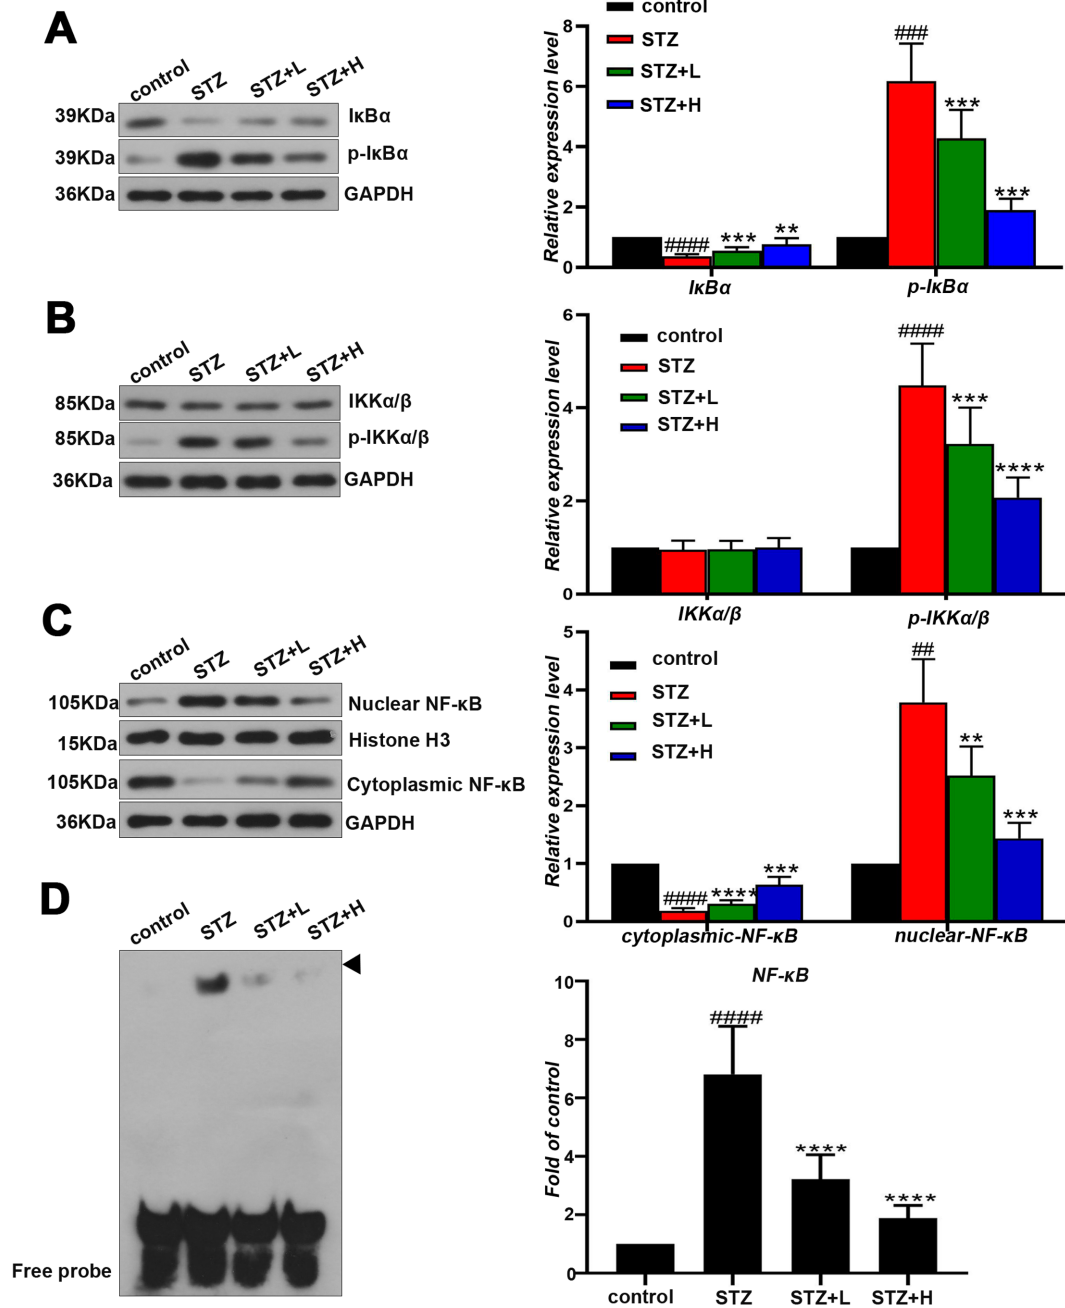 A
control STZ STZ+L STZ+H
39KDa IκBα
39KDa p-IκBα
36KDa GAPDH
Relative expression level
8
6
4
2
0
control
STZ
STZ+L
STZ+H
#### *** **
### *** ***
IκBα p-IκBα
B
control STZ STZ+L STZ+H
85KDa IKKα/β
85KDa p-IKKα/β
36KDa GAPDH
Relative expression level
6
4
2
0
control
STZ
STZ+L
STZ+H
#### *** ****
IKKα/β p-IKKα/β
C
control STZ STZ+L STZ+H
105KDa Nuclear NF-κB
15KDa Histone H3
105KDa Cytoplasmic NF-κB
36KDa GAPDH
Relative expression level
5
4
3
2
1
0
control
STZ
STZ+L
STZ+H
#### **** ***
## ** ***
cytoplasmic-NF-κB nuclear-NF-κB
D
control STZ STZ+L STZ+H
Free probe
NF-κB
Fold of control
10
8
6
4
2
0
#### **** ****
control STZ STZ+L STZ+H